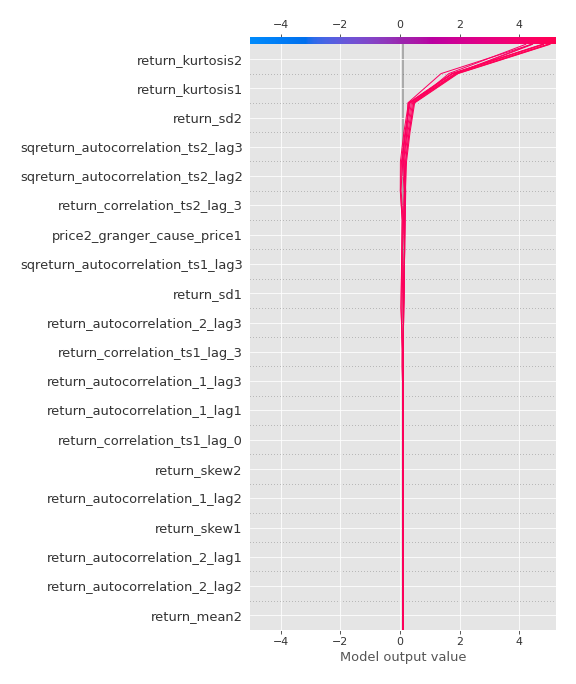 −4 −2 0 2 4
return_kurtosis2
return_kurtosis1
return_sd2
sqreturn_autocorrelation_ts2_lag3
sqreturn_autocorrelation_ts2_lag2
return_correlation_ts2_lag_3
price2_granger_cause_price1
sqreturn_autocorrelation_ts1_lag3
return_sd1
return_autocorrelation_2_lag3
return_correlation_ts1_lag_3
return_autocorrelation_1_lag3
return_autocorrelation_1_lag1
return_correlation_ts1_lag_0
return_skew2
return_autocorrelation_1_lag2
return_skew1
return_autocorrelation_2_lag1
return_autocorrelation_2_lag2
return_mean2
−4 −2 0 2 4
Model output value